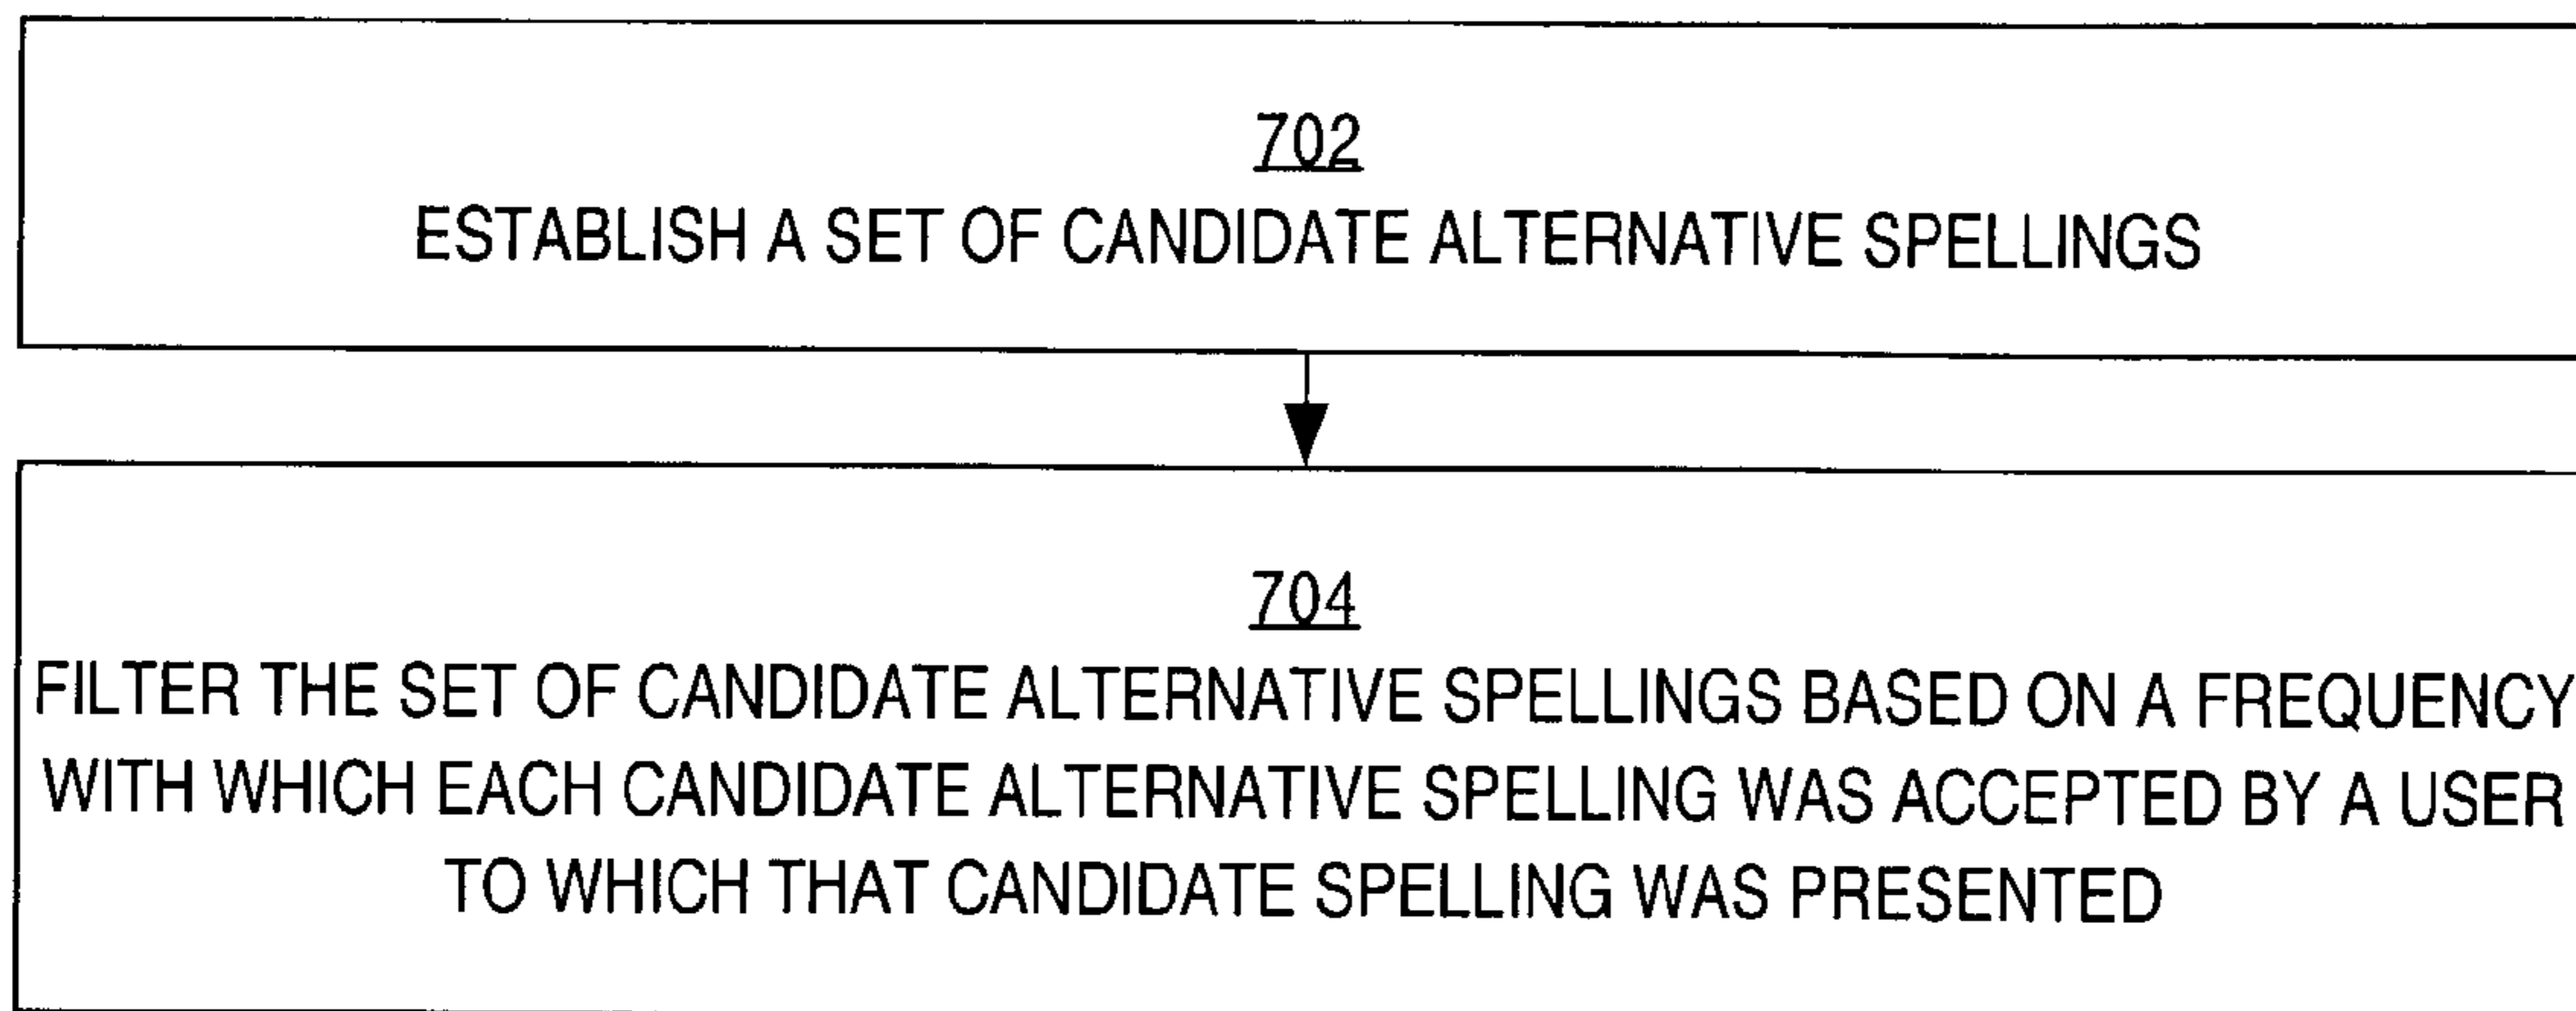 702
ESTABLISH A SET OF CANDIDATE ALTERNATIVE SPELLINGS
704
FILTER THE SET OF CANDIDATE ALTERNATIVE SPELLINGS BASED ON A FREQUENCY
WITH WHICH EACH CANDIDATE ALTERNATIVE SPELLING WAS ACCEPTED BY A USER
TO WHICH THAT CANDIDATE SPELLING WAS PRESENTED